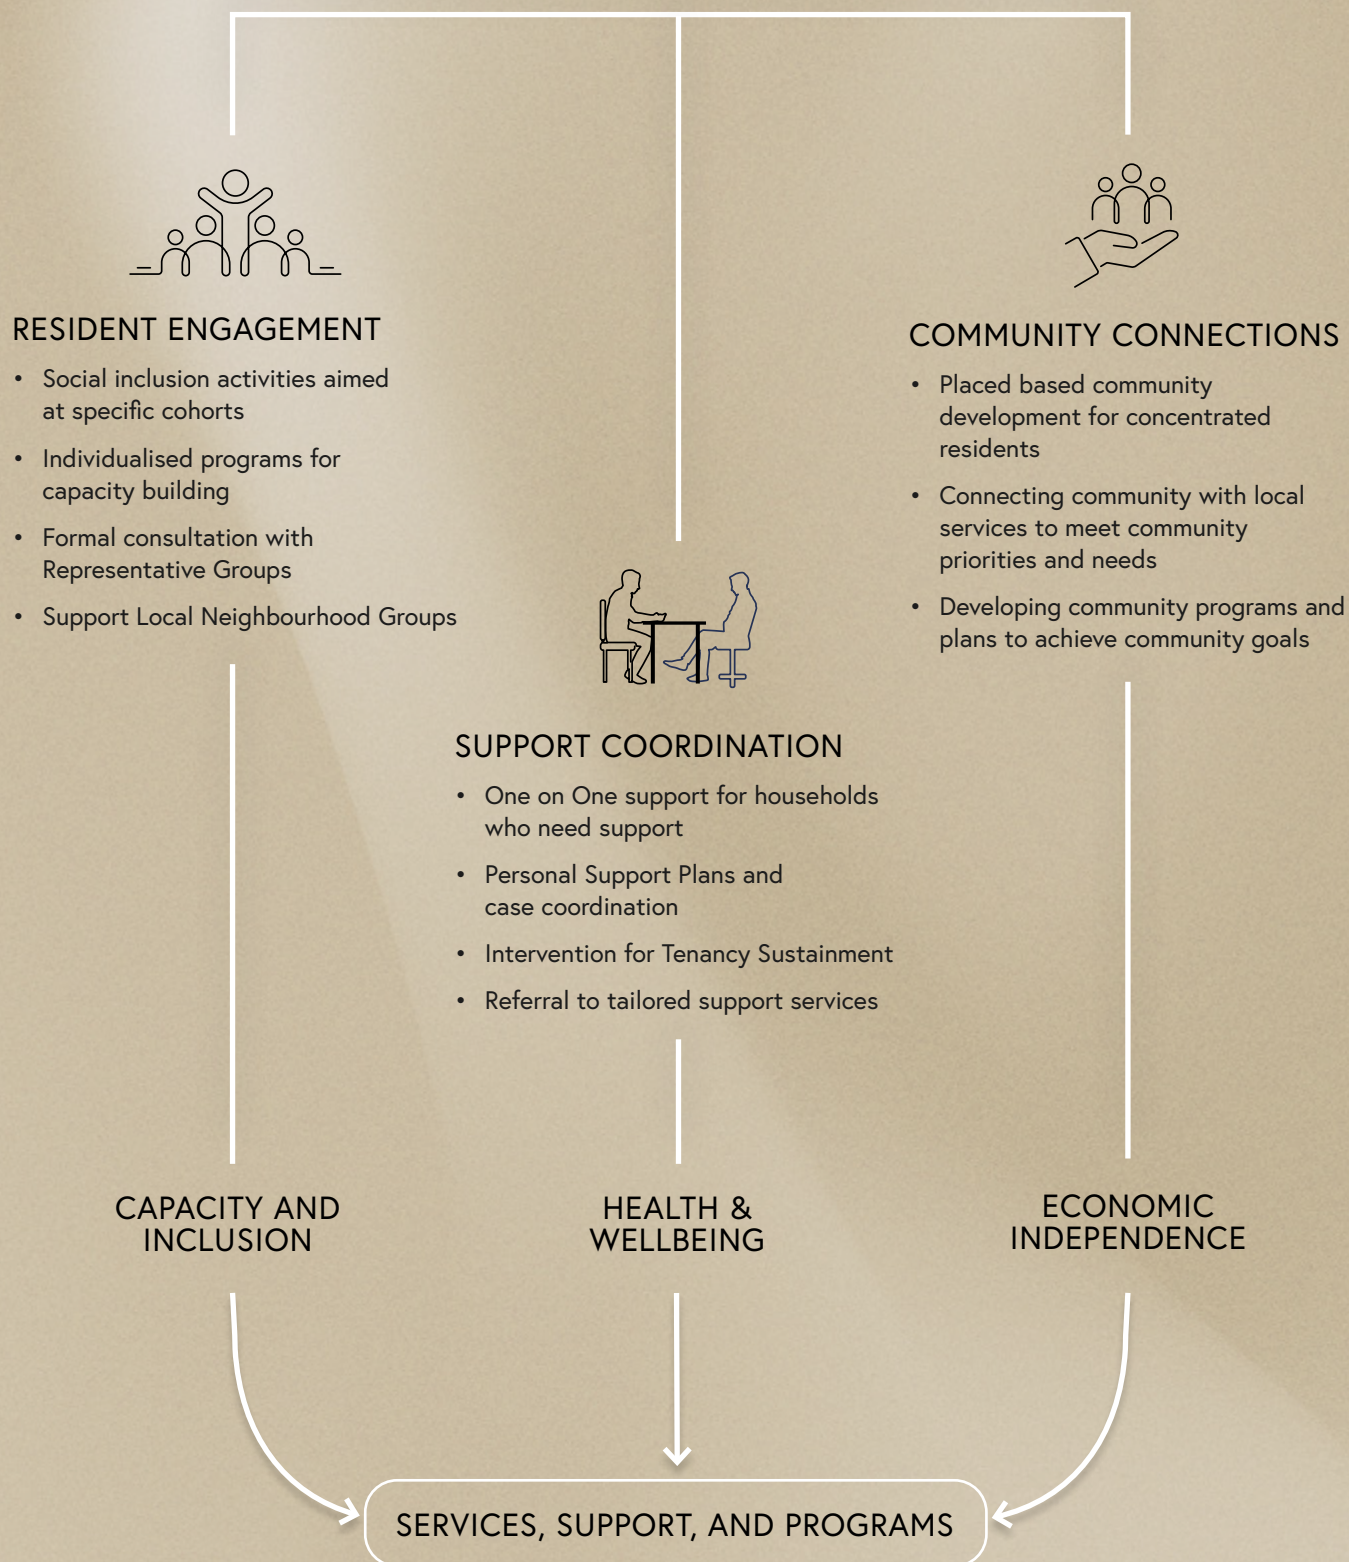 RESIDENT ENGAGEMENT
• Social inclusion activities aimed
at specific cohorts
• Individualised programs for
capacity building
• Formal consultation with
Representative Groups
• Support Local Neighbourhood Groups
COMMUNITY CONNECTIONS
• Placed based community
development for concentrated
residents
• Connecting community with local
services to meet community
priorities and needs
• Developing community programs and
plans to achieve community goals
SUPPORT COORDINATION
• One on One support for households
who need support
• Personal Support Plans and
case coordination
• Intervention for Tenancy Sustainment
• Referral to tailored support services
CAPACITY AND
INCLUSION
HEALTH &
WELLBEING
ECONOMIC
INDEPENDENCE
SERVICES, SUPPORT, AND PROGRAMS